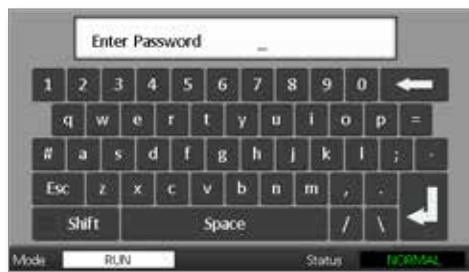 Enter Password _
1 2 3 4 5 6 7 8 9 0
q w e r t y u i o p =
# a s d f g h j k l ; -
Esc z x c v b n m , .
Shift Space / \
Mode RUN Status NORMAL